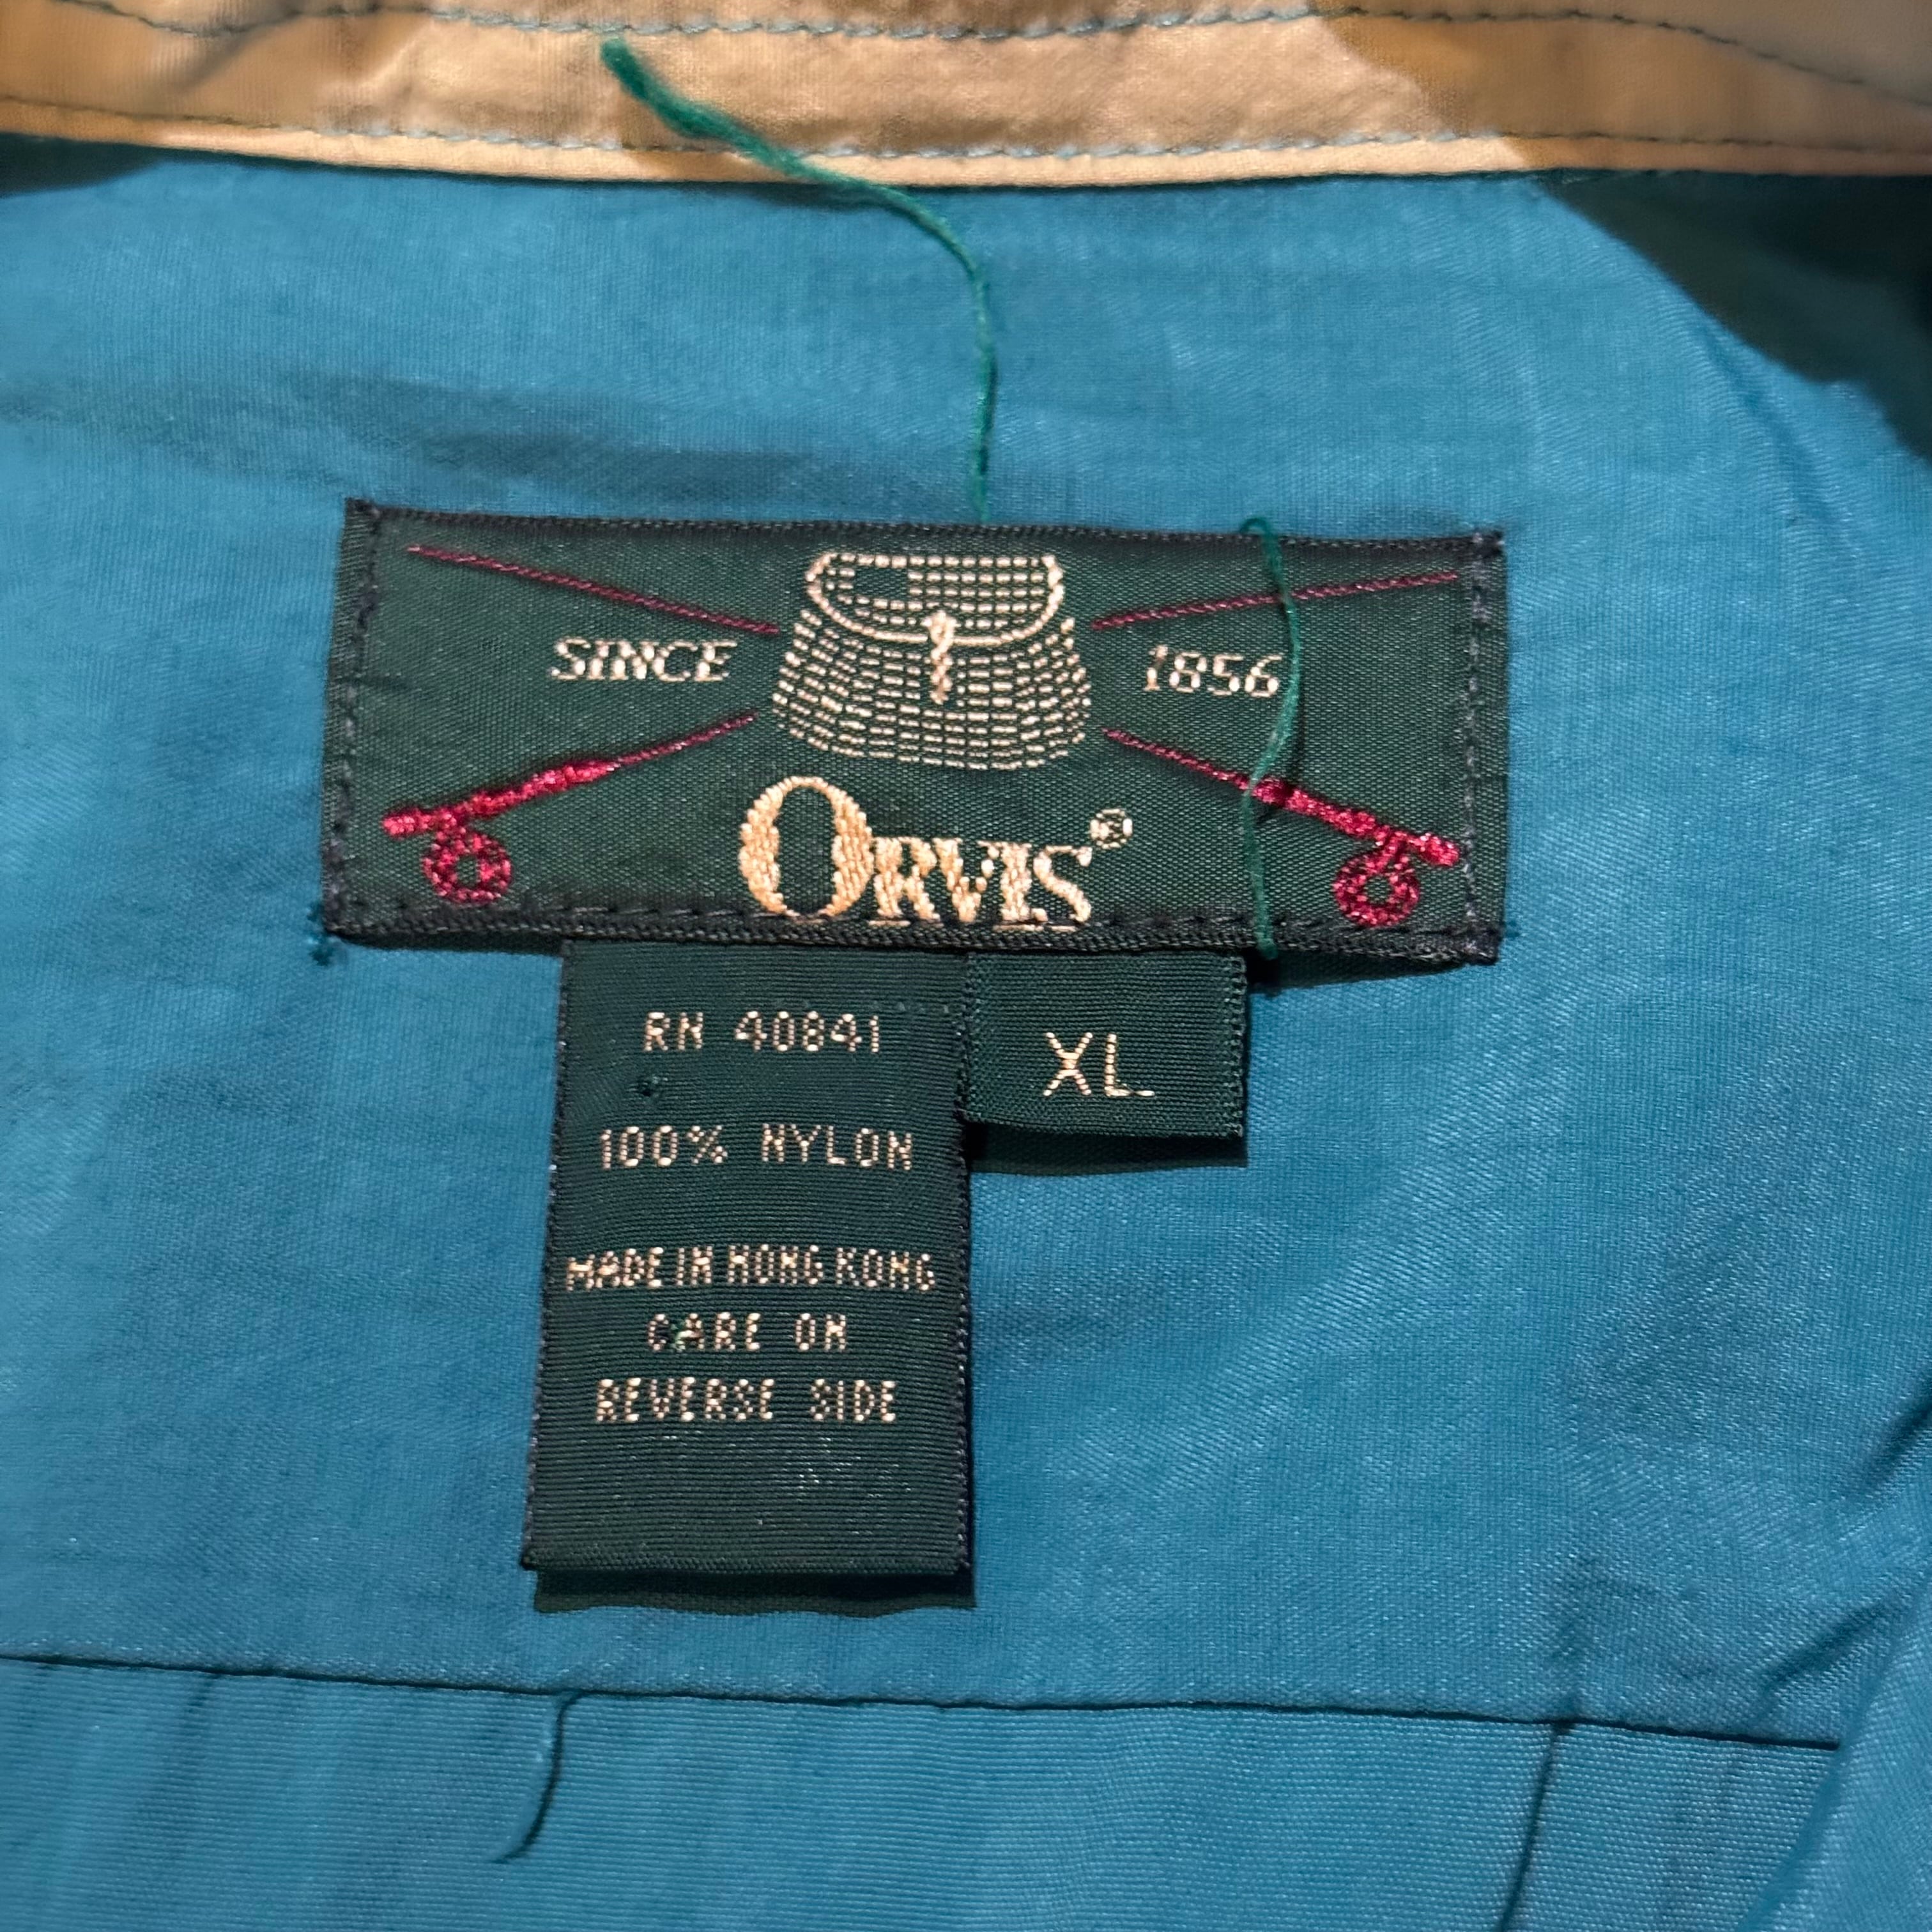 SINCE 1856
ORVIS®
RN 40841
XL
100% NYLON
MADE IN HONG KONG
CARE ON
REVERSE SIDE